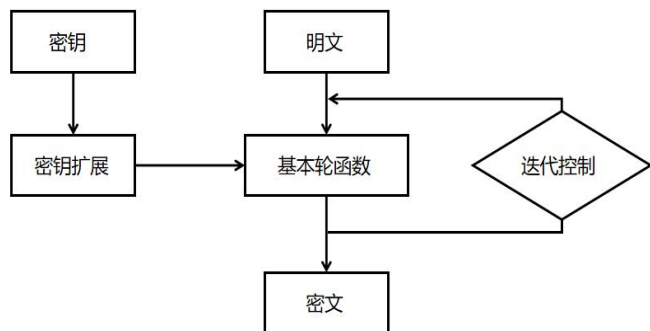 密钥
明文
密钥扩展
基本轮函数
迭代控制
密文